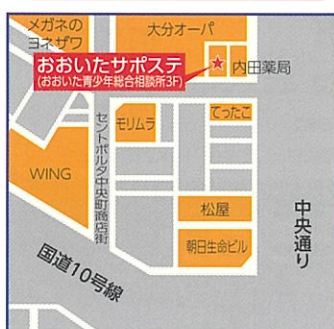 メガネの
ヨネザワ
大分オーパ
おおいたサポステ
(おおいた青少年総合相談所3F)
内田薬局
モリムラ
てったこ
WING
セントポルタ中央町商店街
松屋
朝日生命ビル
中央通り
国道10号線